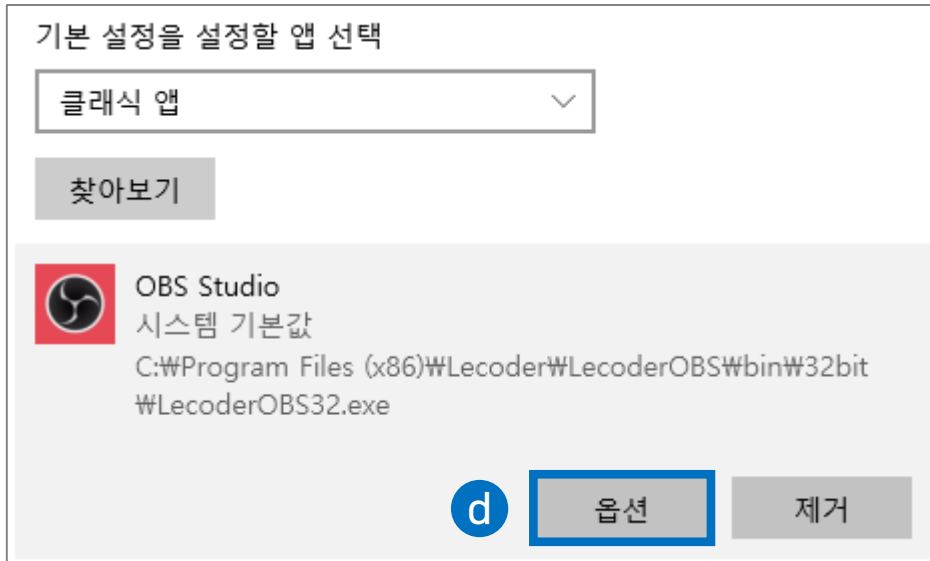 기본 설정을 설정할 앱 선택
클래식 앱
찾아보기
OBS Studio
시스템 기본값
C:₩Program Files (x86)₩Lecoder₩LecoderOBS₩bin₩32bit
₩LecoderOBS32.exe
d 옵션 제거